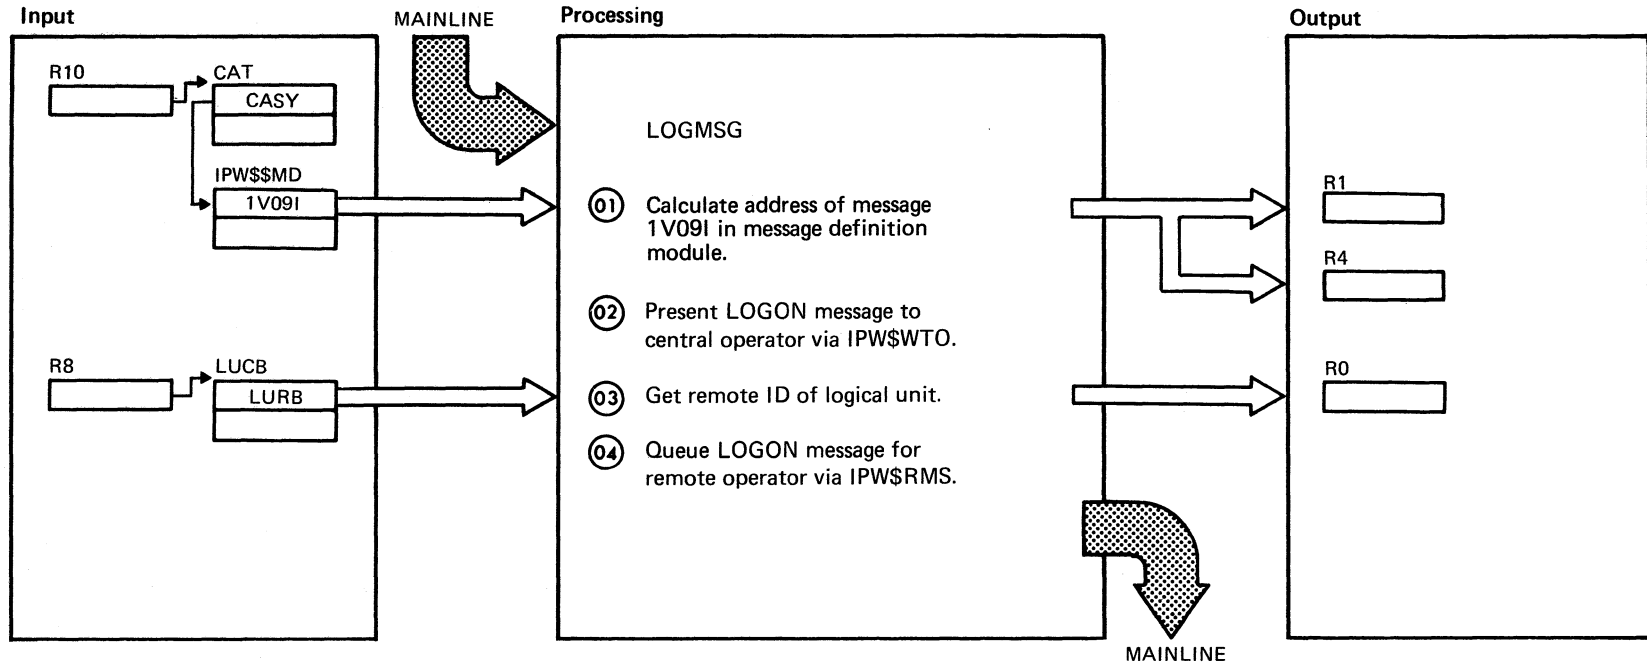 Input
MAINLINE
Processing
Output
R10
CAT
CASY
IPW$$MD
1V09I
R8
LUCB
LURB
LOGMSG
01 Calculate address of message
1V09I in message definition
module.
02 Present LOGON message to
central operator via IPW$WTO.
03 Get remote ID of logical unit.
04 Queue LOGON message for
remote operator via IPW$RMS.
R1
R4
R0
MAINLINE